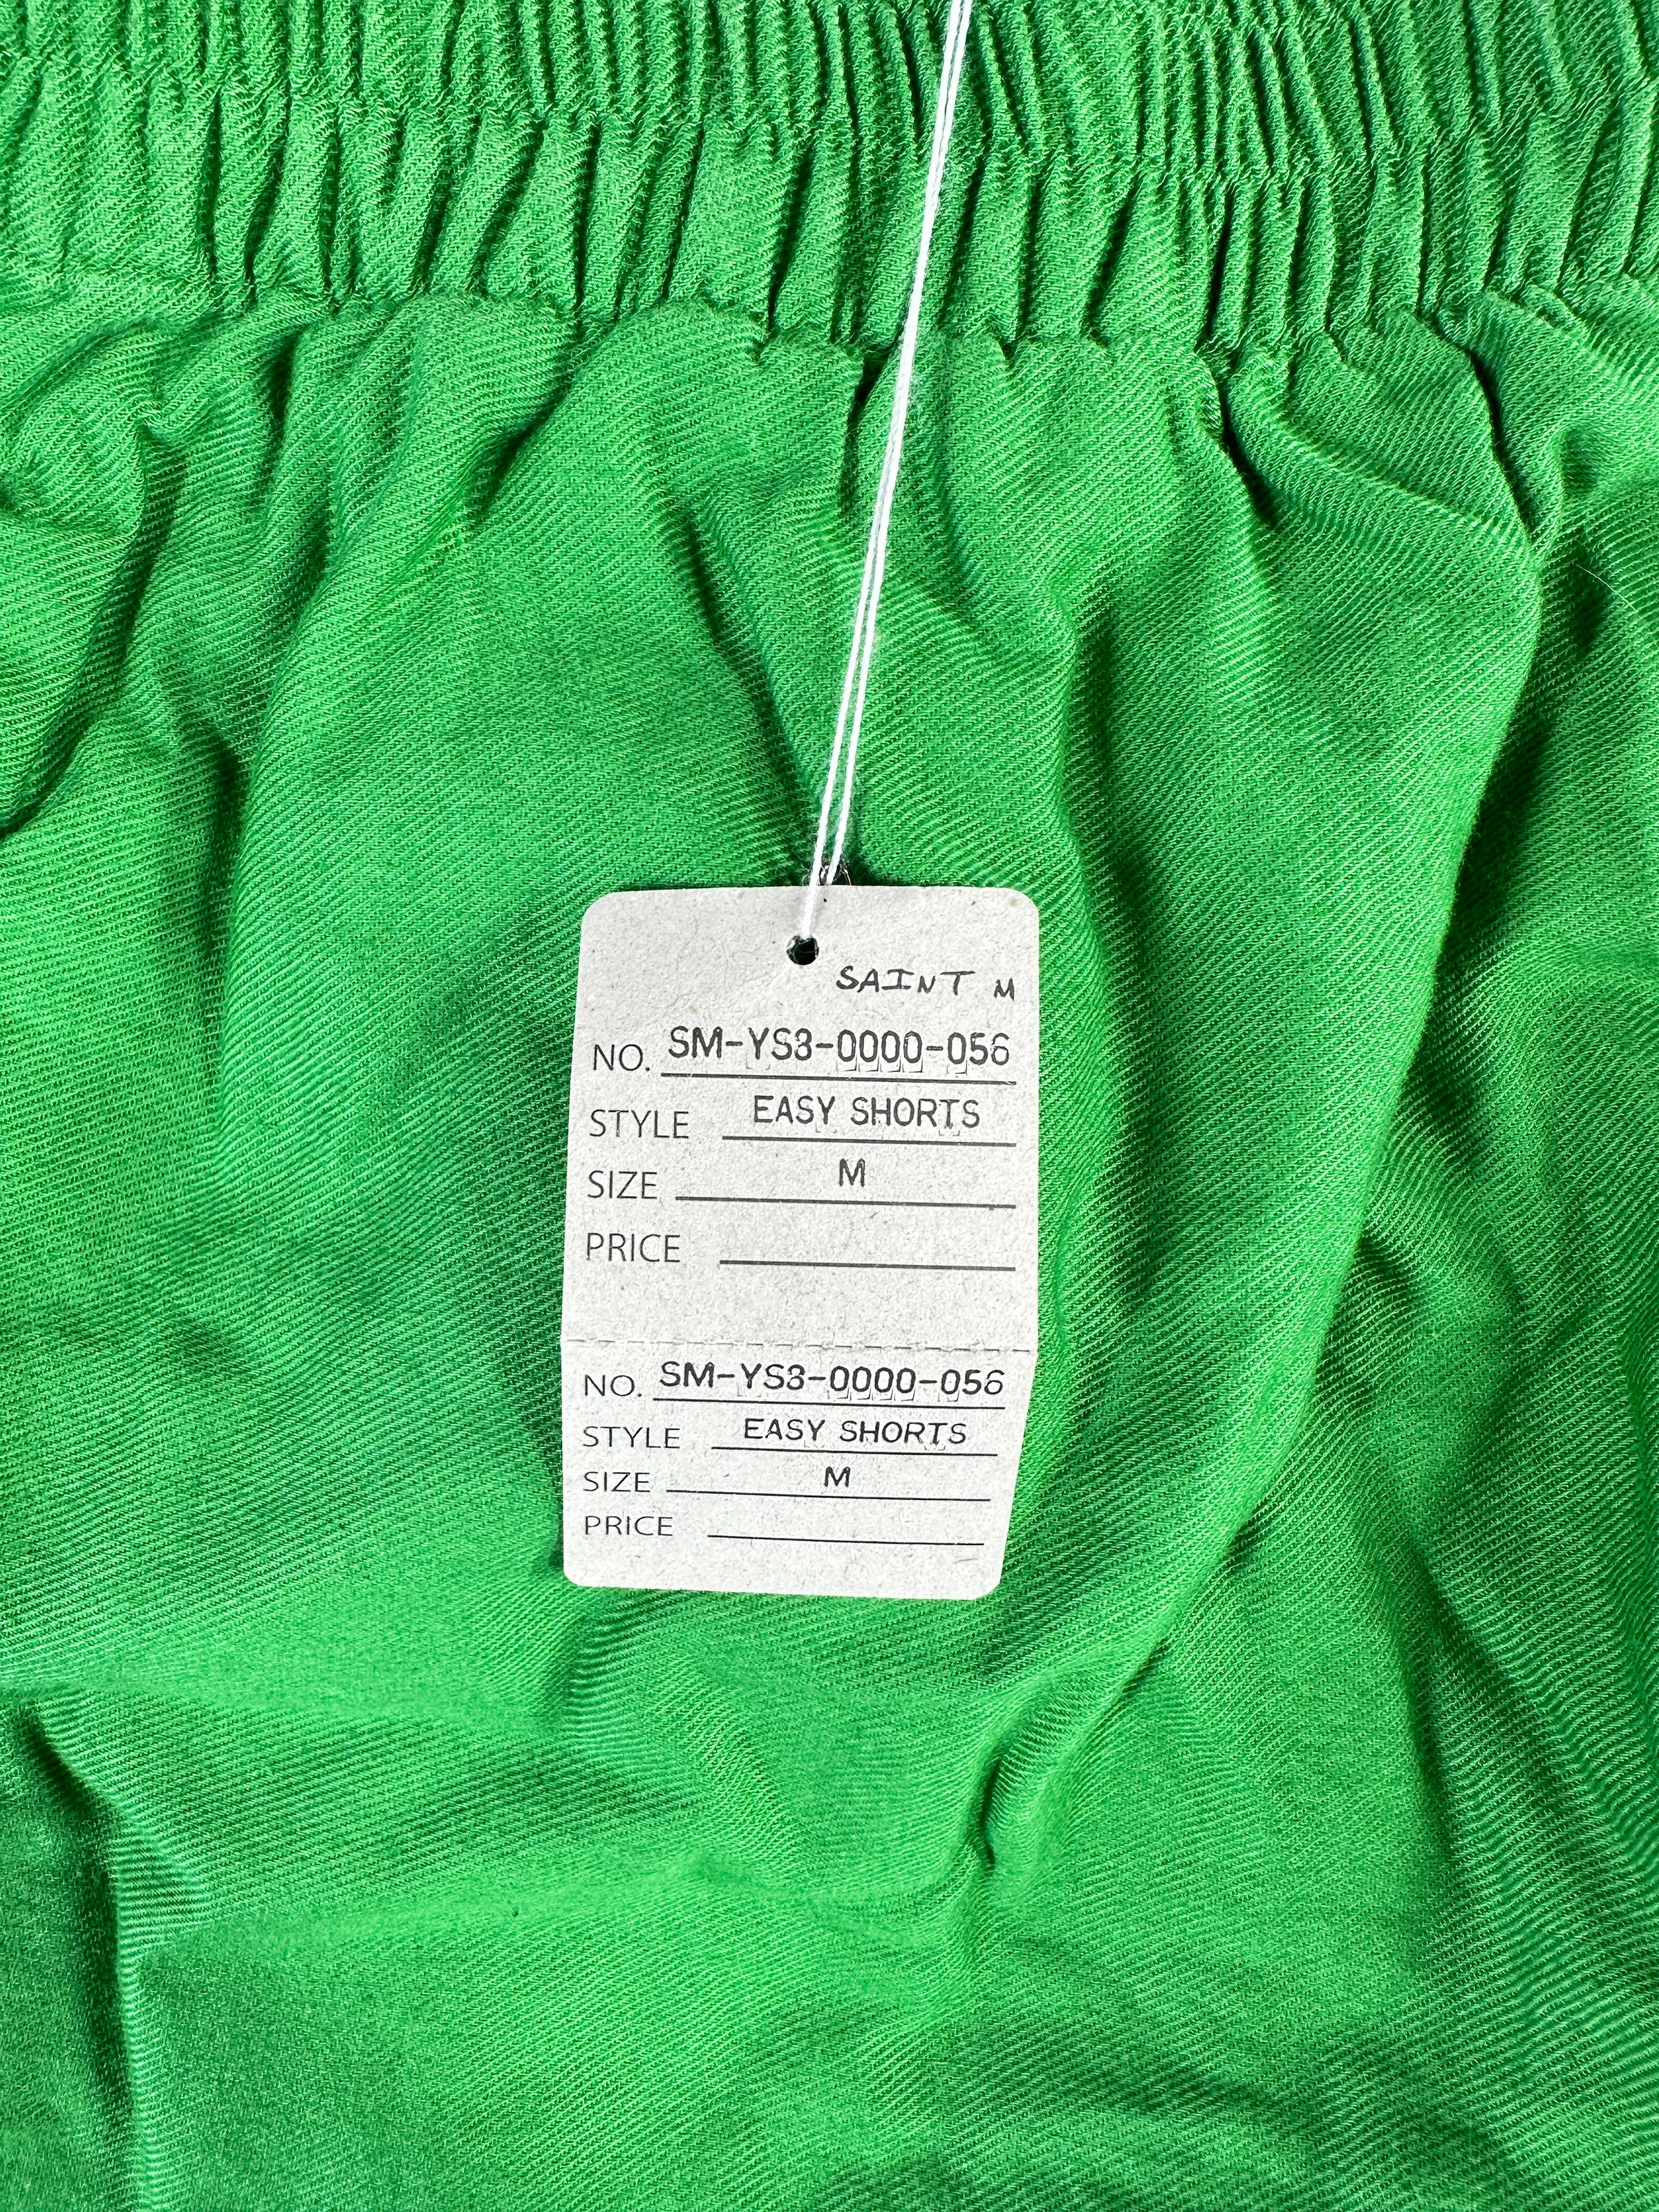 SAINT M
NO. SM-YS3-0000-056
STYLE EASY SHORTS
SIZE M
PRICE
NO. SM-YS3-0000-056
STYLE EASY SHORTS
SIZE M
PRICE